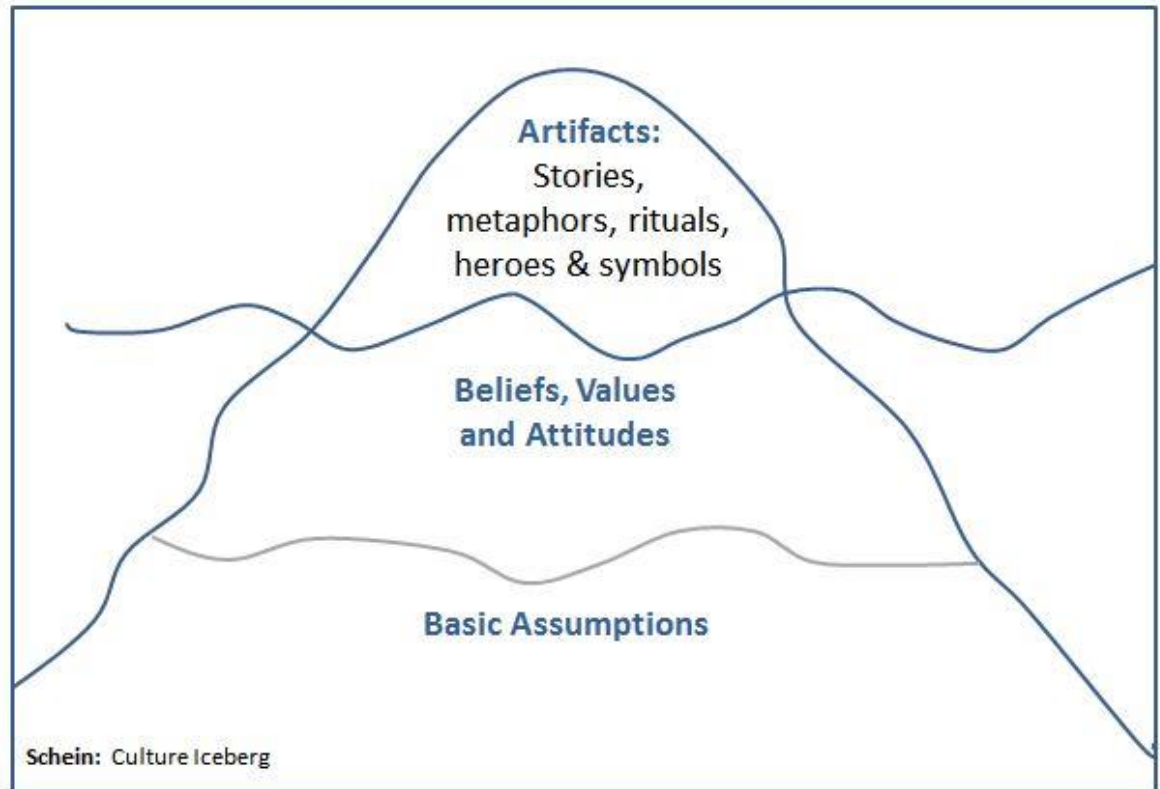 Artifacts:
Stories,
metaphors, rituals,
heroes & symbols
Beliefs, Values
and Attitudes
Basic Assumptions
Schein: Culture Iceberg